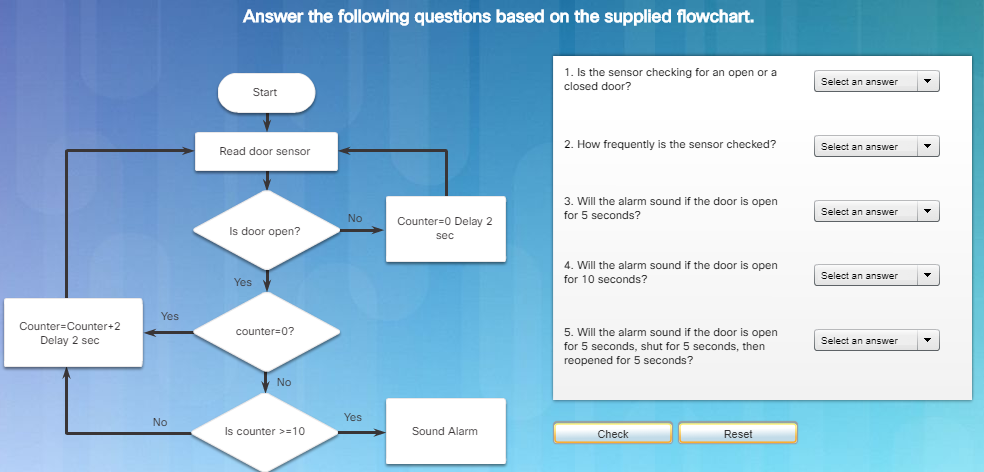 Answer the following questions based on the supplied flowchart.
Start
Read door sensor
Is door open?
No
Counter=0 Delay 2
sec
Yes
counter=0?
Yes
Counter=Counter+2
Delay 2 sec
No
Is counter >=10
No
Yes
Sound Alarm
1. Is the sensor checking for an open or a
closed door?
Select an answer
2. How frequently is the sensor checked?
Select an answer
3. Will the alarm sound if the door is open
for 5 seconds?
Select an answer
4. Will the alarm sound if the door is open
for 10 seconds?
Select an answer
5. Will the alarm sound if the door is open
for 5 seconds, shut for 5 seconds, then
reopened for 5 seconds?
Select an answer
Check
Reset